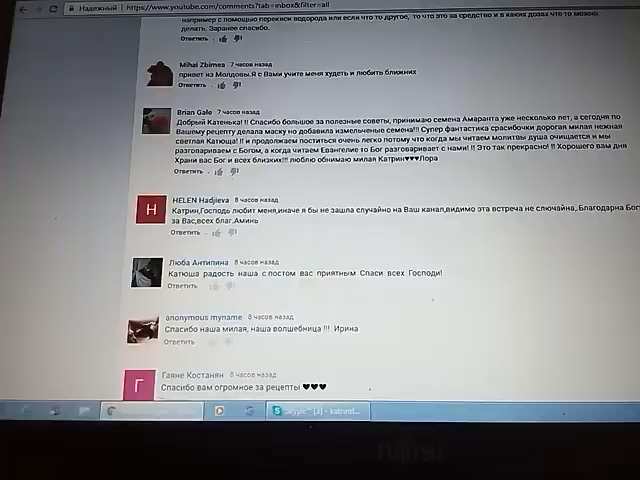 Надежный | https://www.youtube.com/comments?tab=inbox&filter=all
например с помощью перекиси водорода или если что то другое, то что это за средство и в каких дозах что то можно
делать. Заранее спасибо.
Ответить
Mihai Zbirnea 7 часов назад
привет из Молдовы.Я с Вами учите меня худеть и любить ближних
Ответить
Brian Gale 7 часов назад
Добрый Катенька! !! Спасибо большое за полезные советы, принимаю семена Амаранта уже несколько лет, а сегодня по
Вашему рецепту делала маску но добавила измельченые семена!!! Супер фантастика срасибочки дорогая милая нежная
светлая Катюша! !! и продолжаем поститься очень легко потому что когда мы читаем молитвы душа очищается и мы
разговариваем с Богом, а когда читаем Евангелие то Бог разговаривает с нами! !! Это так прекрасно! !! Хорошего вам дня
Храни вас Бог и всех близких!!! люблю обнимаю милая Катрин♥♥♥Лора
Ответить
H
HELEN Hadjieva 8 часов назад
Катрин,Господь любит меня,иначе я бы не зашла случайно на Ваш канал,видимо эта встреча не слючайна,.Благодарна Бог
за Вас,всех благ.Аминь
Ответить
Люба Антипина 8 часов назад
Катюша радость наша с постом вас приятным Спаси всех Господи!
Ответить
anonymous myname 8 часов назад
Спасибо наша милая, наша волшебница !!! Ирина
Ответить
Г
Гаяне Костанян 8 часов назад
Спасибо вам огромное за рецепты ♥♥♥
Skype™ [3] - katrind...
FUJITSU